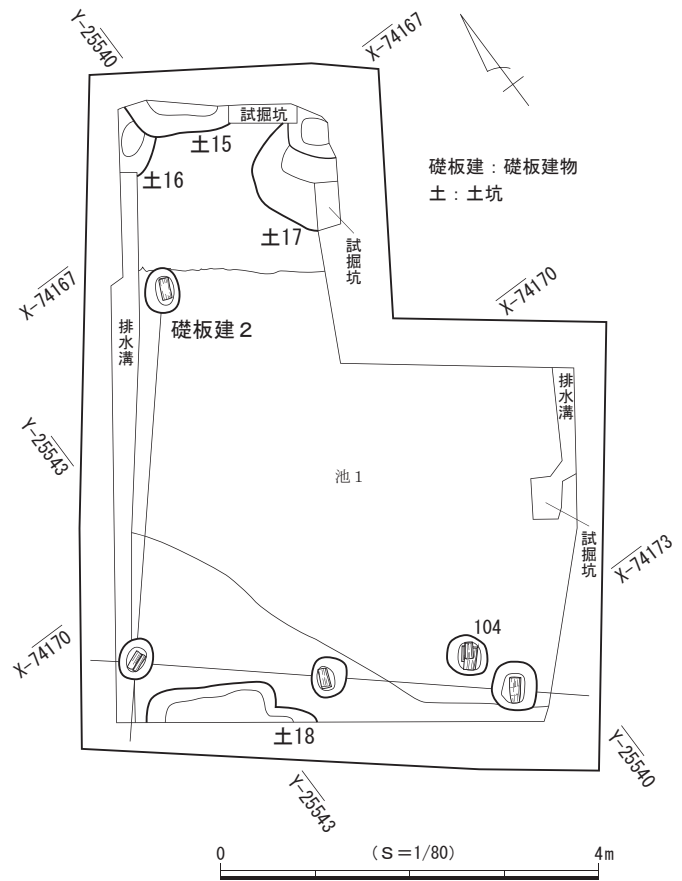 Y-25540
X-74167
試掘坑
土15
土16
礎板建：礎板建物
土：土坑
土17
試掘坑
X-74167
X-74170
排水溝
礎板建２
排水溝
Y-25543
池１
試掘坑
X-74173
X-74170
104
土18
Y-25540
Y-25543
0
（Ｓ＝1/80）
4m